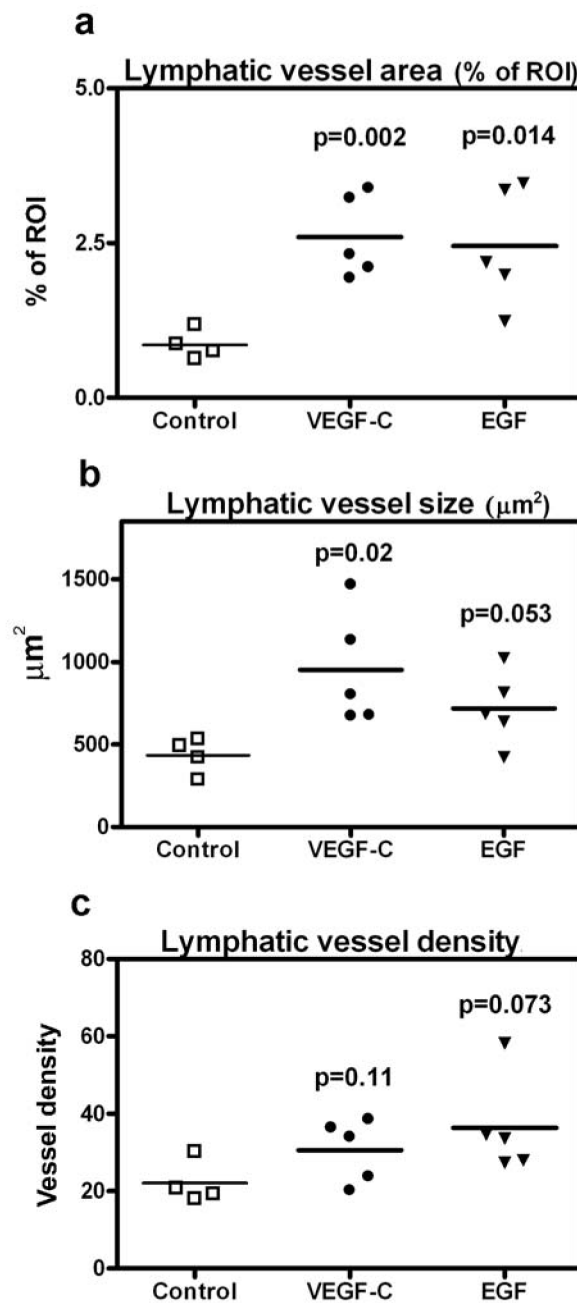 a
Lymphatic vessel area (% of ROI)
5.0
p=0.002 p=0.014
% of ROI
2.5
0.0
Control VEGF-C EGF
b
Lymphatic vessel size (μm²)
p=0.02
1500
p=0.053
μm²
1000
500
0
Control VEGF-C EGF
c
Lymphatic vessel density
80
p=0.073
60
p=0.11
Vessel density
40
20
0
Control VEGF-C EGF